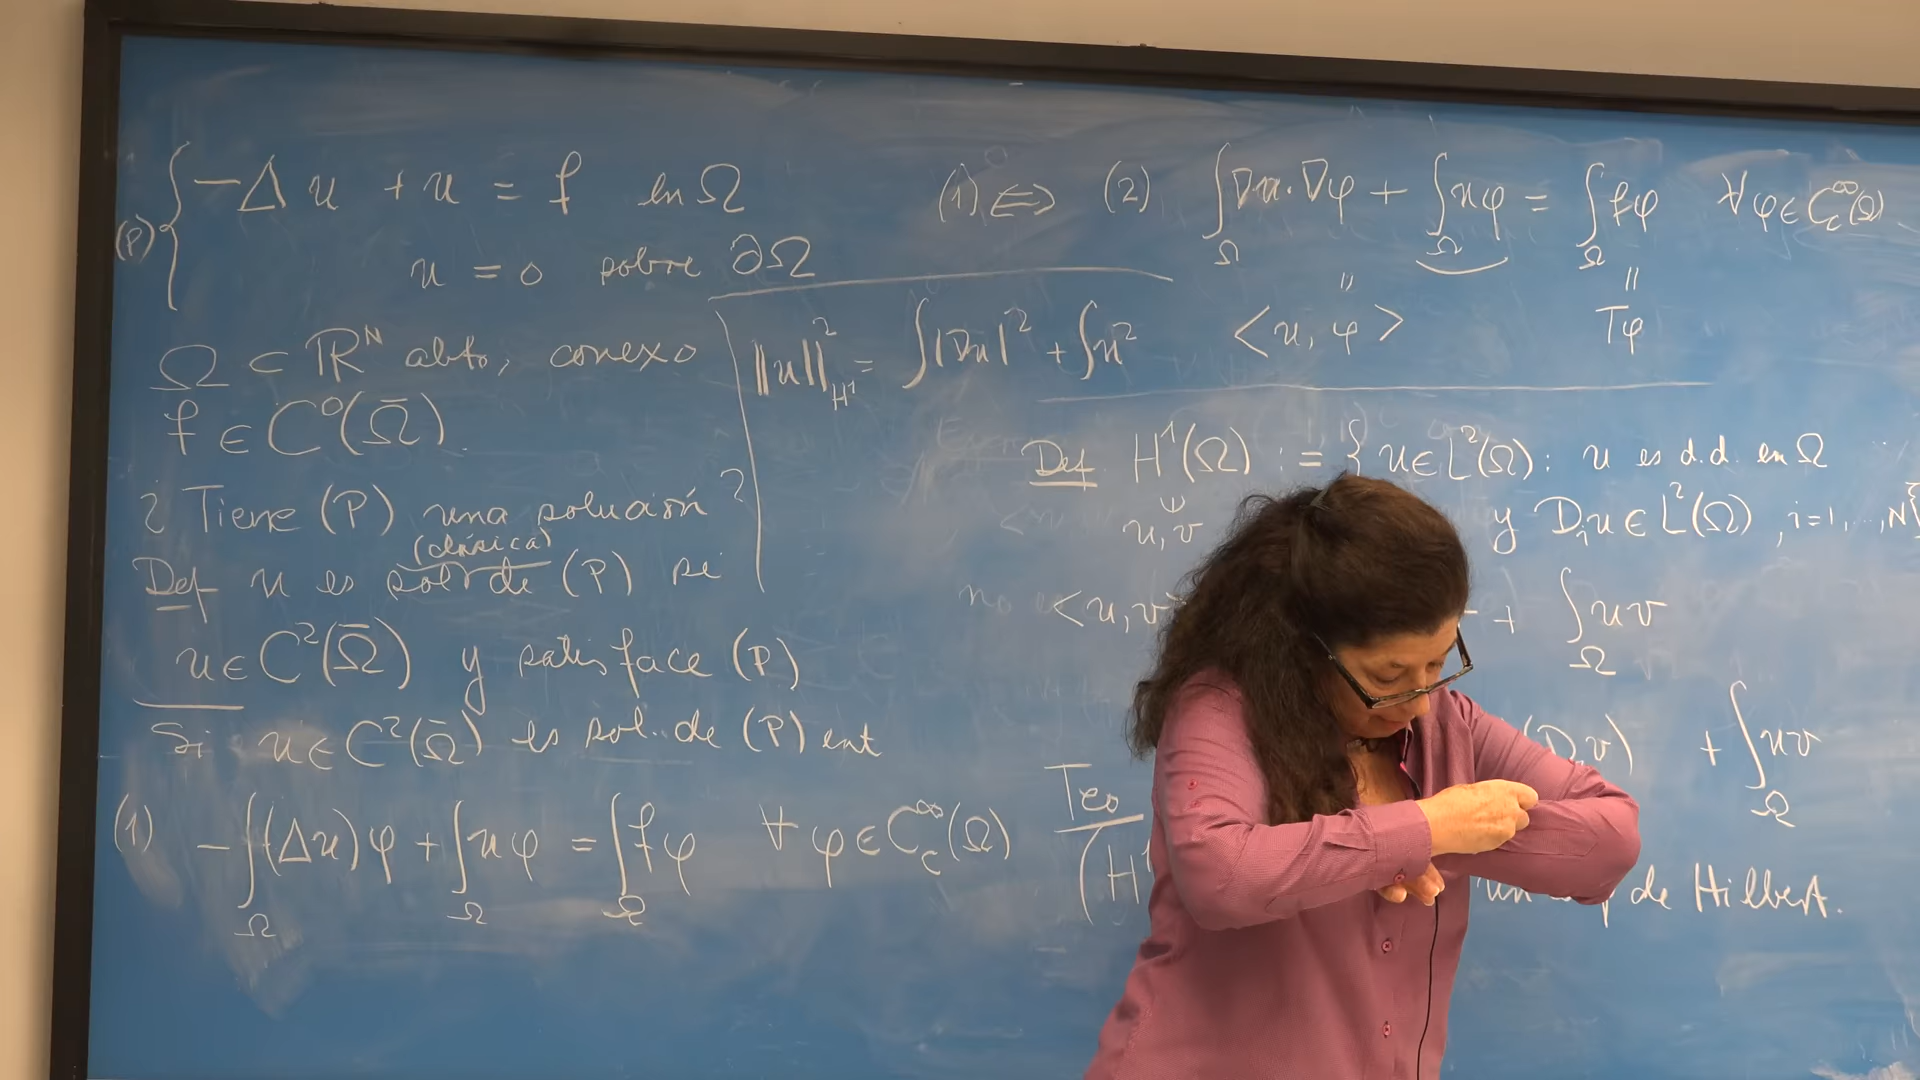 (P) { -Δu + u = f en Ω
u = 0 sobre ∂Ω
Ω ⊂ ℝᴺ abto, conexo
f ∈ C⁰(Ω̄).
¿ Tiene (P) una solución ?
(clásica)
Def u es sol de (P) si
u ∈ C²(Ω̄) y satisface (P)
Si u ∈ C²(Ω̄) es sol. de (P) ent
(1) -∫_Ω (Δu)φ + ∫_Ω uφ = ∫_Ω fφ ∀ φ ∈ C_c^∞(Ω)
‖u‖²_{H¹} = ∫|∇u|² + ∫u²
(1) ⇔ (2) ∫_Ω ∇u·∇φ + ∫_Ω uφ = ∫_Ω fφ ∀ φ ∈ C_c^∞(Ω)
<u, φ> Tφ
Def H¹(Ω) := { u ∈ L²(Ω) : u es d.d. en Ω
u, v y Dᵢu ∈ L²(Ω), i=1,..,N}
<u, v + ∫_Ω uv
v) + ∫_Ω uv
Teo
(H¹ un de Hilbert.